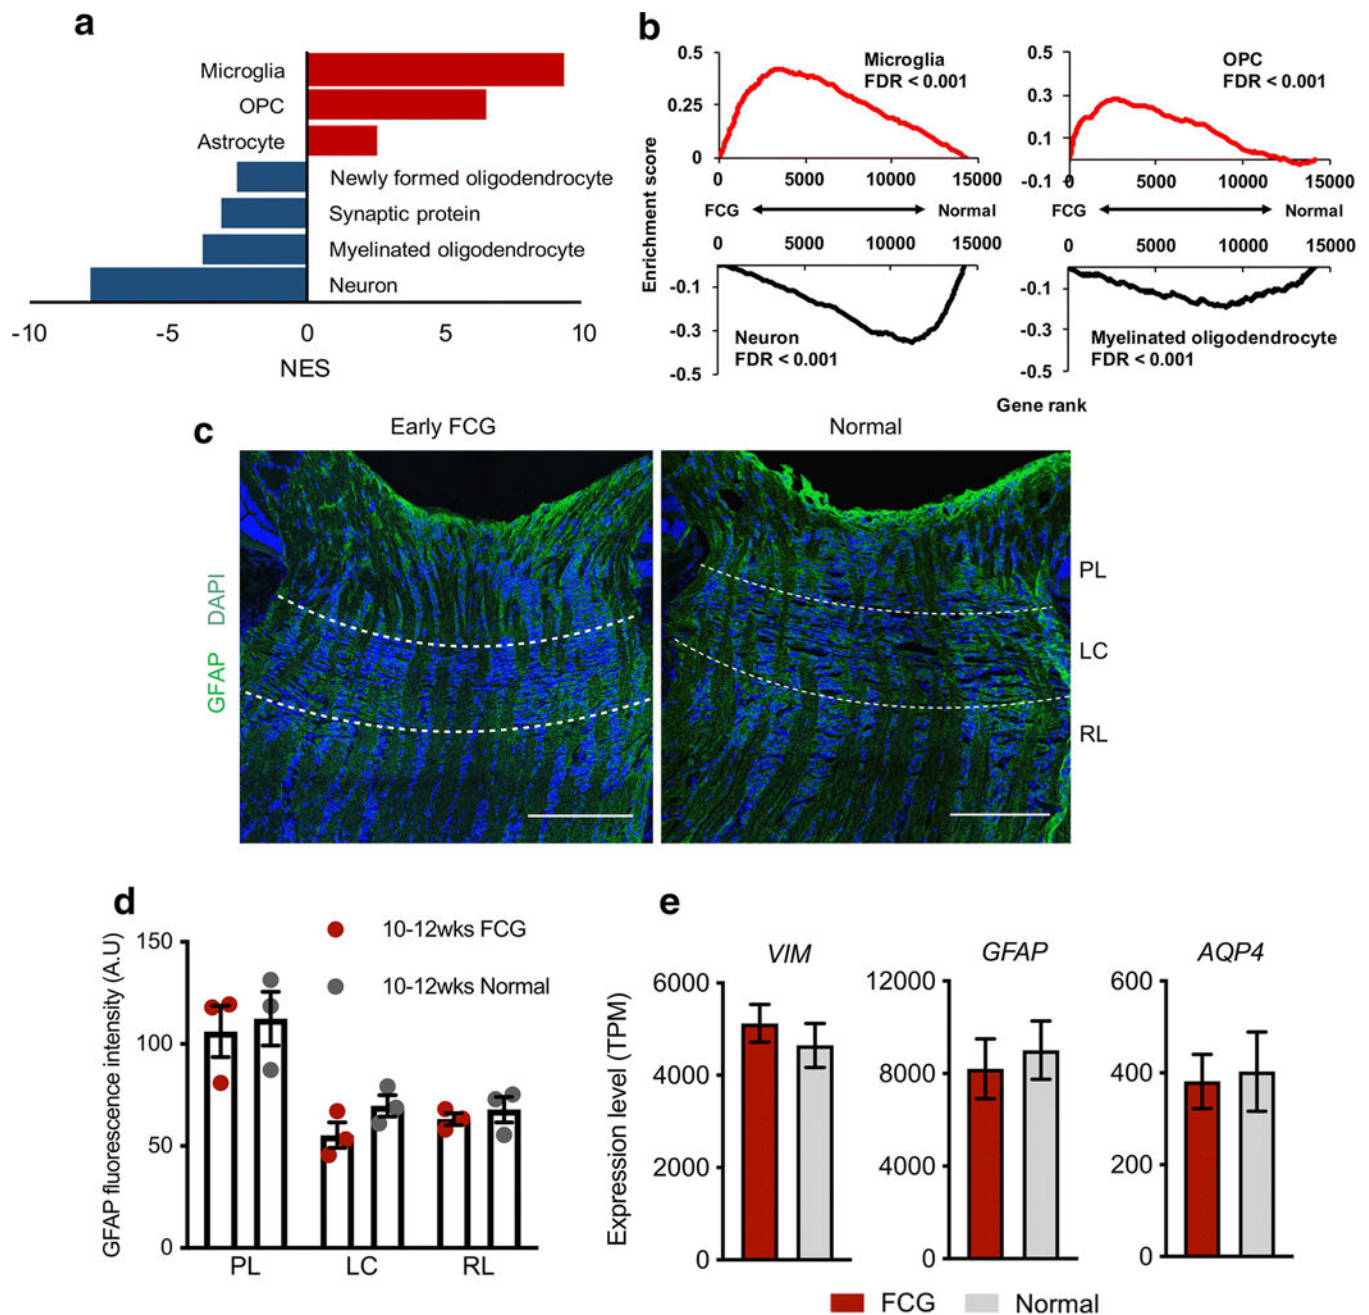 a
Microglia
OPC
Astrocyte
Newly formed oligodendrocyte
Synaptic protein
Myelinated oligodendrocyte
Neuron
-10 -5 0 5 10
NES
b
Enrichment score
0.5
0.25
0
Microglia
FDR < 0.001
0 5000 10000 15000
0.5
0.3
0.1
-0.1
OPC
FDR < 0.001
0 5000 10000 15000
FCG Normal
FCG Normal
0 5000 10000 15000
-0.1
-0.3
-0.5
Neuron
FDR < 0.001
0 5000 10000 15000
-0.1
-0.3
-0.5
Myelinated oligodendrocyte
FDR < 0.001
Gene rank
c
Early FCG
Normal
GFAP DAPI
PL
LC
RL
d
GFAP fluorescence intensity (A.U)
150
100
50
0
10-12wks FCG
10-12wks Normal
PL LC RL
e
Expression level (TPM)
VIM
6000
4000
2000
0
GFAP
12000
8000
4000
0
AQP4
600
400
200
0
FCG Normal